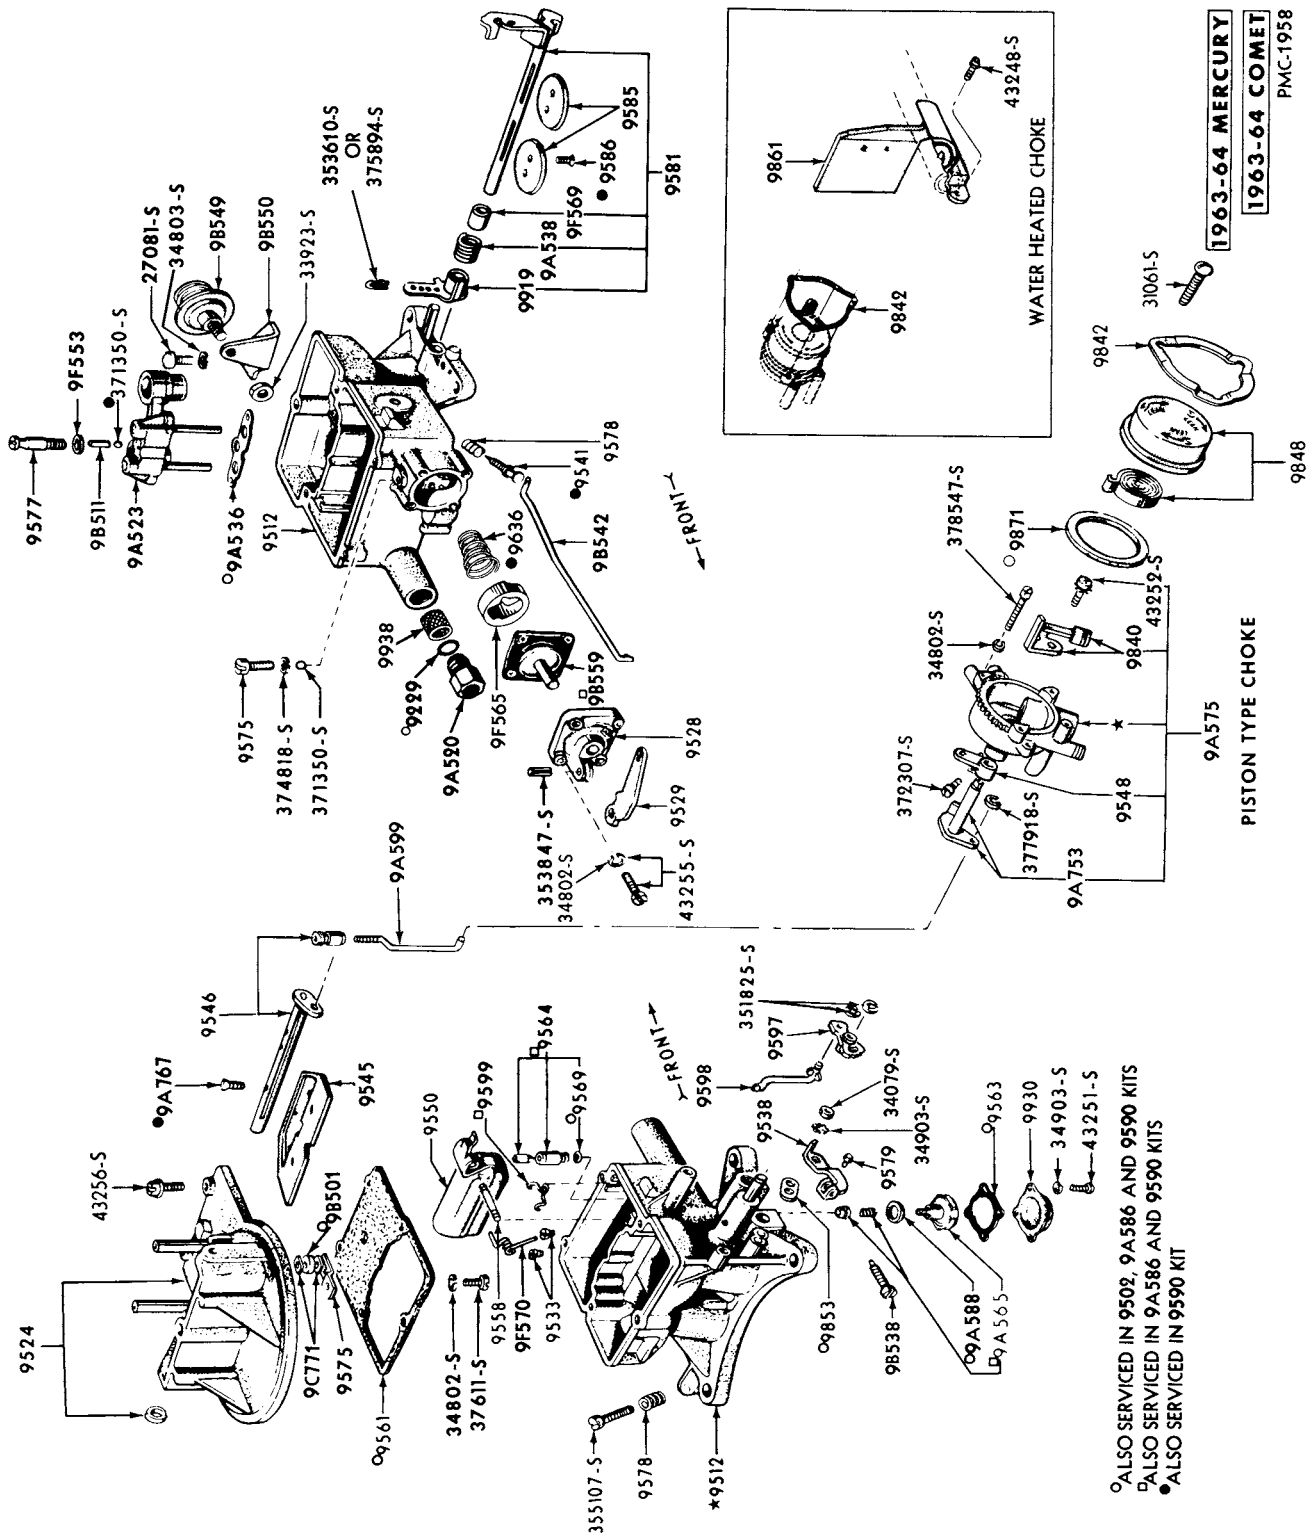 1963-64 MERCURY
1963-64 COMET
PMC-1958
9577
9F553
9B511
●371350-S
9A523
27081-S
34803-S
9B549
9B550
33923-S
○9A536
9512
353610-S
OR
375894-S
9585
●9586
9581
9F569
9A538
9919
9578
●9541
9B542
●9636
FRONT
9575
374818-S
371350-S
9938
○9229
9A520
9F565
□9B559
9528
9529
353847-S
34802-S
43255-S
9A599
9861
43248-S
9842
WATER HEATED CHOKE
31061-S
9842
9848
○9871
378547-S
34802-S
43252-S
9840
★
9A575
372307-S
9548
377918-S
9A753
PISTON TYPE CHOKE
9546
●9A767
9545
43256-S
9524
○9B501
9C771
9575
○9561
9550
□9599
□9564
○9569
34802-S
37611-S
9558
9F570
9533
355107-S
9578
★9512
FRONT
351825-S
9597
9598
9538
34079-S
34903-S
9579
○9563
9930
34903-S
43251-S
○9853
9B538
○9A588
□9A565
○ALSO SERVICED IN 9502, 9A586 AND 9590 KITS
□ALSO SERVICED IN 9A586 AND 9590 KITS
●ALSO SERVICED IN 9590 KIT